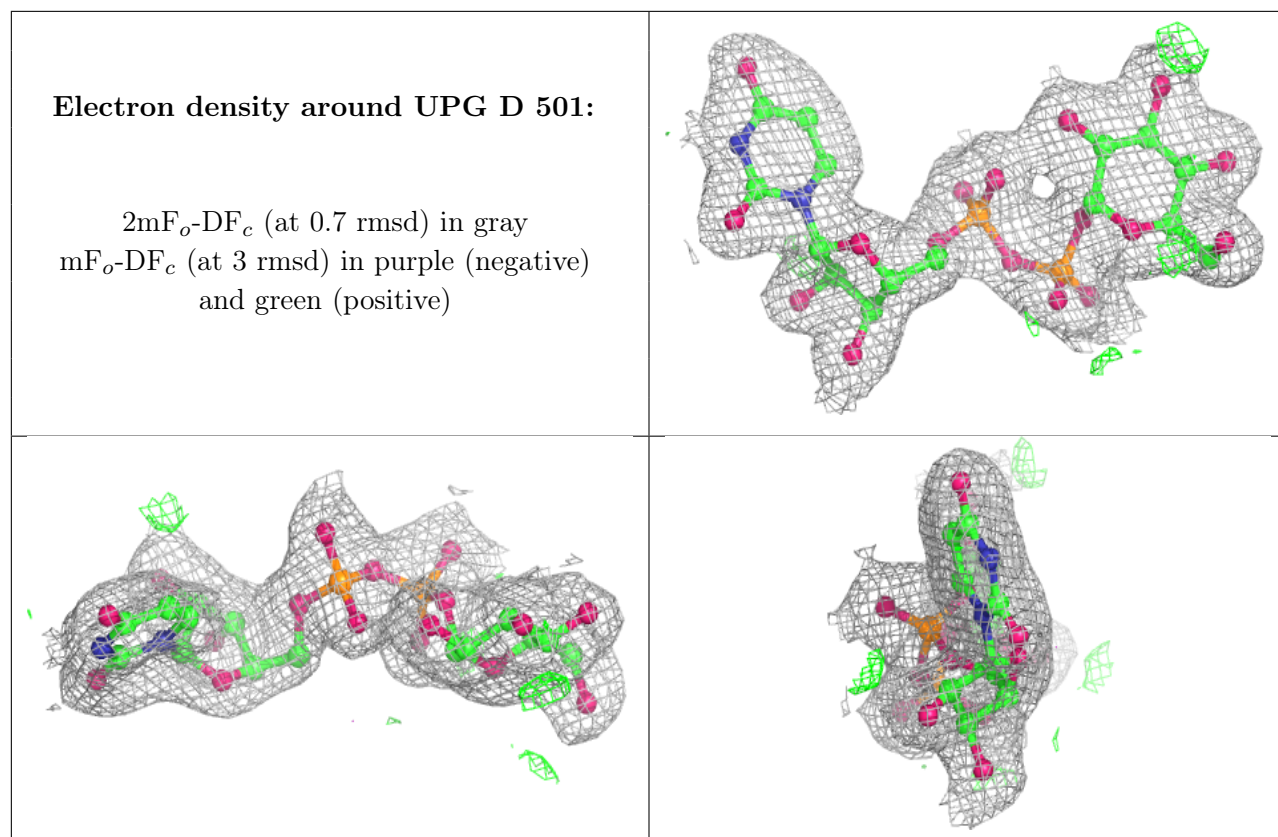 Electron density around UPG D 501:
2mFo-DFc (at 0.7 rmsd) in gray
mFo-DFc (at 3 rmsd) in purple (negative)
and green (positive)